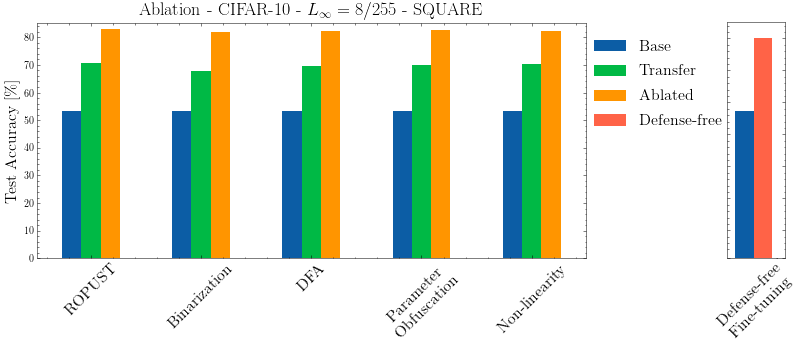 Ablation - CIFAR-10 - $L_\infty = 8/255$ - SQUARE
Test Accuracy [%]
80
70
60
50
40
30
20
10
0
ROPUST
Binarization
DFA
Parameter
Obfuscation
Non-linearity
Base
Transfer
Ablated
Defense-free
Defense-free
Fine-tuning